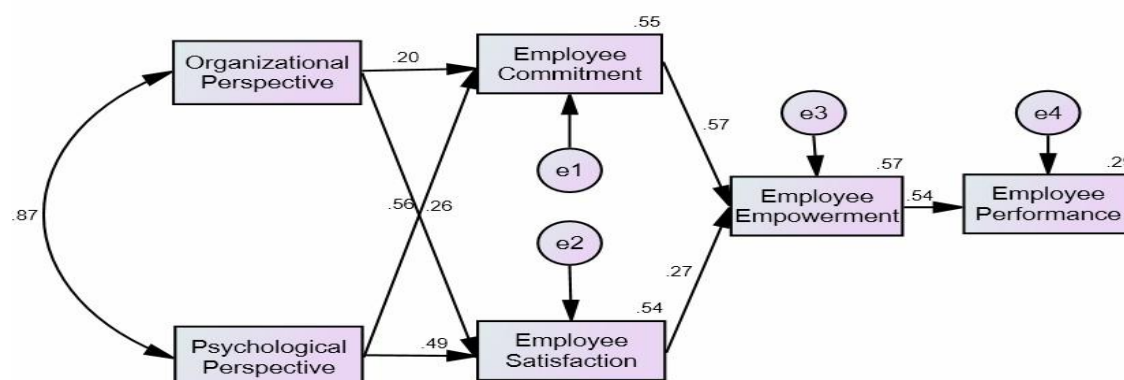 .55
Organizational
Perspective
.20
Employee
Commitment
e3
e4
.57
e1
.57
.29
.87
.56
.26
Employee
Empowerment
.54
Employee
Performance
e2
.27
.54
Psychological
Perspective
.49
Employee
Satisfaction